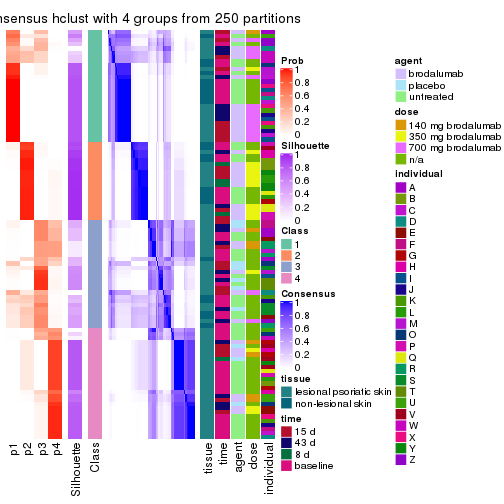 nsensus hclust with 4 groups from 250 partitions
Prob
1
0.8
0.6
0.4
0.2
0
Silhouette
1
0.8
0.6
0.4
0.2
0
Class
1
2
3
4
Consensus
1
0.8
0.6
0.4
0.2
0
tissue
lesional psoriatic skin
non-lesional skin
time
15 d
43 d
8 d
baseline
agent
brodalumab
placebo
untreated
dose
140 mg brodalumab
350 mg brodalumab
700 mg brodalumab
n/a
individual
A
B
C
D
E
F
G
H
I
J
K
L
M
O
P
Q
R
S
T
U
V
W
X
Y
Z
p1
p2
p3
p4
Silhouette
Class
tissue
time
agent
dose
individual